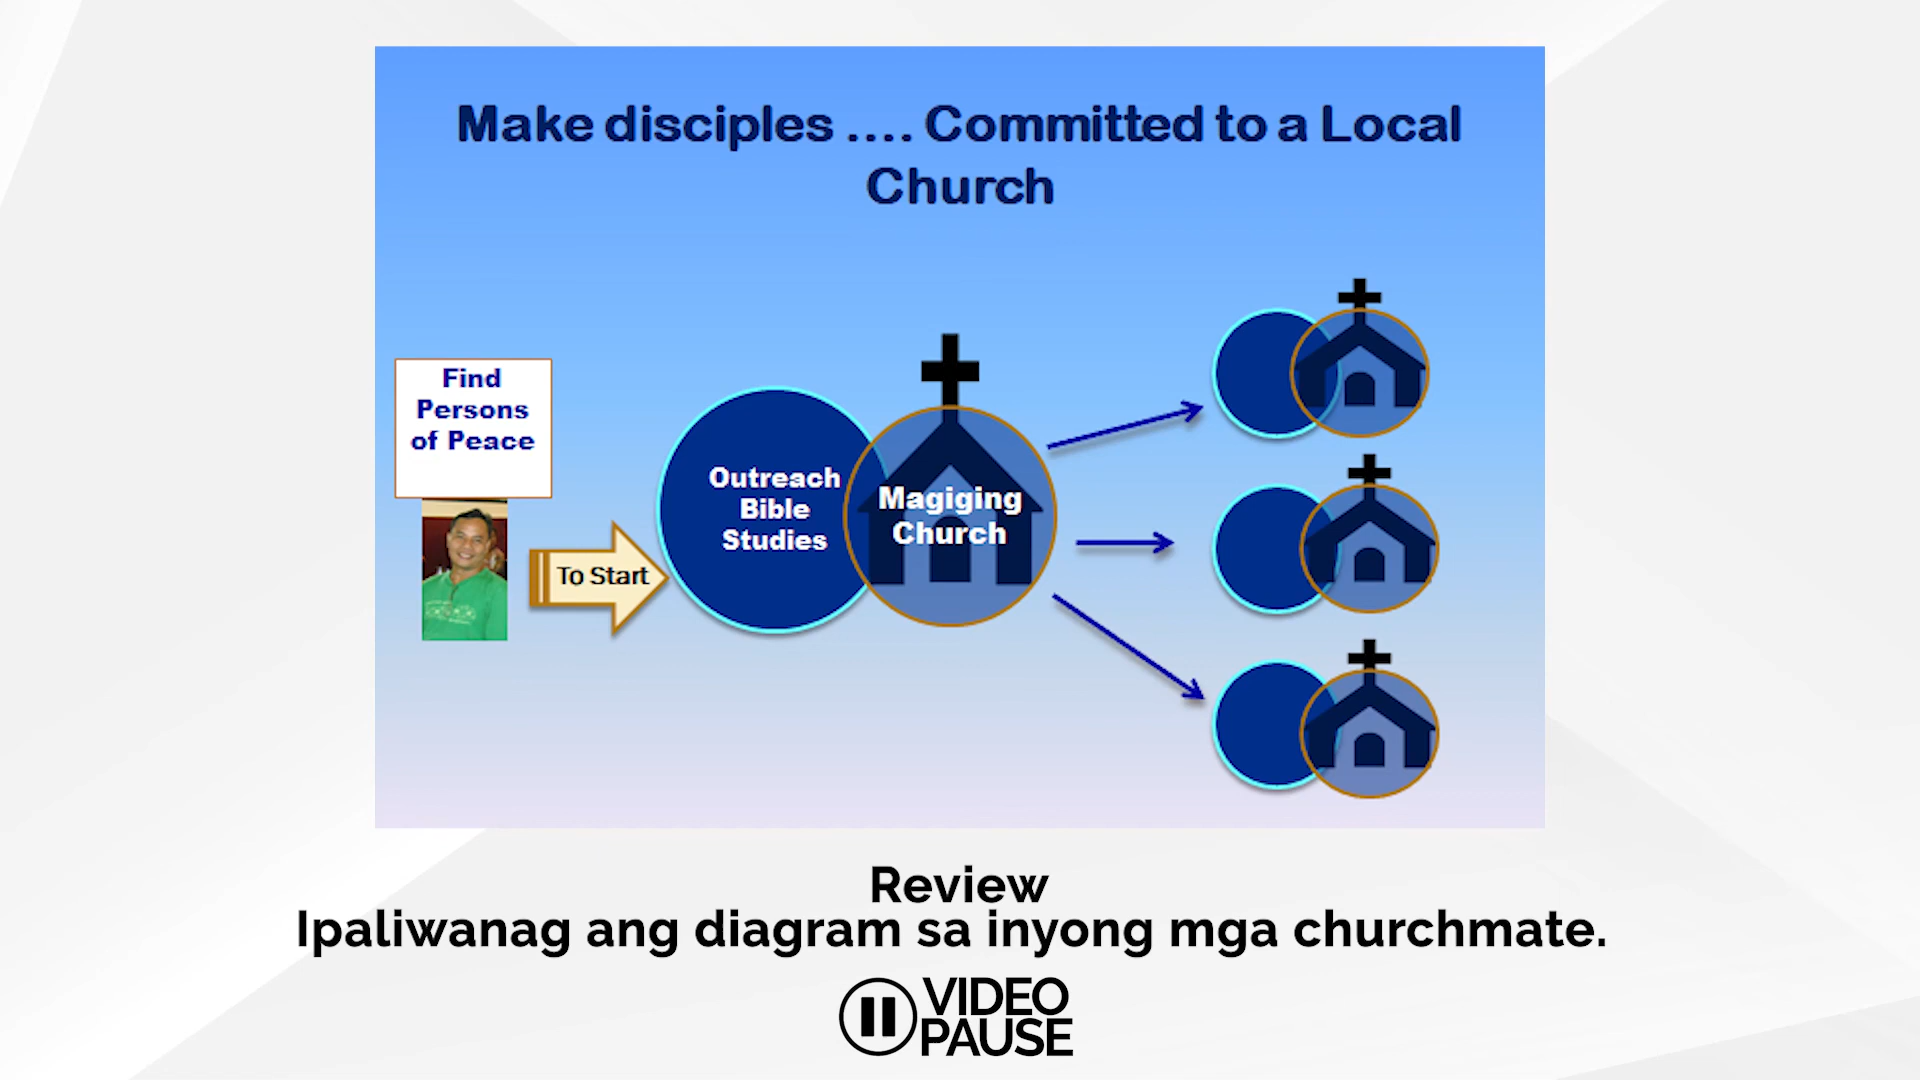 Make disciples .... Committed to a Local
Church
Find
Persons
of Peace
To Start
Outreach
Bible
Studies
Magiging
Church
Review
Ipaliwanag ang diagram sa inyong mga churchmate.
VIDEO
PAUSE